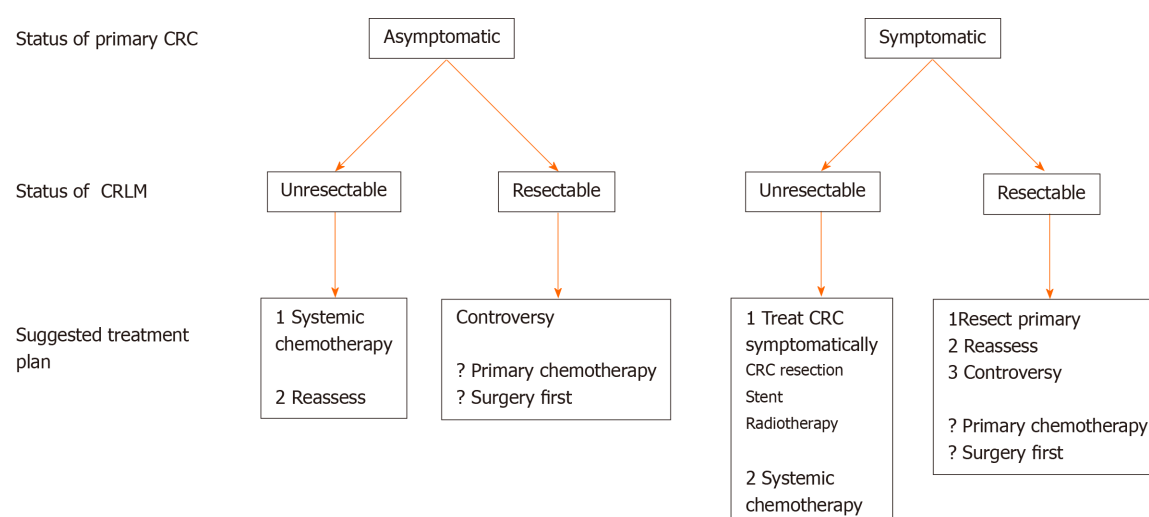 Status of primary CRC
Asymptomatic
Symptomatic
Status of CRLM
Unresectable
Resectable
Unresectable
Resectable
Suggested treatment
plan
1 Systemic
chemotherapy
2 Reassess
Controversy
? Primary chemotherapy
? Surgery first
1 Treat CRC
symptomatically
CRC resection
Stent
Radiotherapy
2 Systemic
chemotherapy
1Resect primary
2 Reassess
3 Controversy
? Primary chemotherapy
? Surgery first